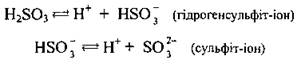 H₂SO₃ ⇌ H⁺ + HSO₃⁻ (гідрогенсульфіт-іон)
HSO₃⁻ ⇌ H⁺ + SO₃²⁻ (сульфіт-іон)